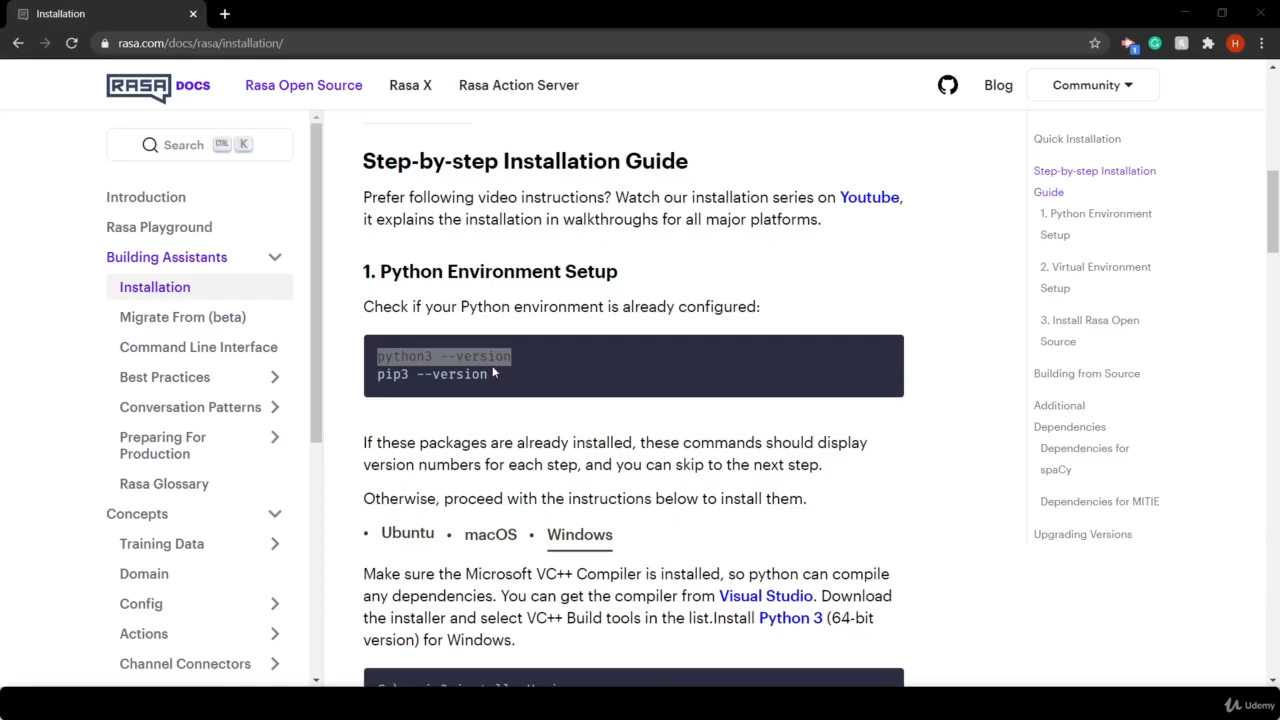 Installation
rasa.com/docs/rasa/installation/
1
H
RASA DOCS
Rasa Open Source
Rasa X
Rasa Action Server
Blog
Community
Search CTRL K
Introduction
Rasa Playground
Building Assistants
Installation
Migrate From (beta)
Command Line Interface
Best Practices
Conversation Patterns
Preparing For
Production
Rasa Glossary
Concepts
Training Data
Domain
Config
Actions
Channel Connectors
Step-by-step Installation Guide
Prefer following video instructions? Watch our installation series on Youtube,
it explains the installation in walkthroughs for all major platforms.
1. Python Environment Setup
Check if your Python environment is already configured:
python3 --version
pip3 --version
If these packages are already installed, these commands should display
version numbers for each step, and you can skip to the next step.
Otherwise, proceed with the instructions below to install them.
• Ubuntu • macOS • Windows
Make sure the Microsoft VC++ Compiler is installed, so python can compile
any dependencies. You can get the compiler from Visual Studio. Download
the installer and select VC++ Build tools in the list.Install Python 3 (64-bit
version) for Windows.
Quick Installation
Step-by-step Installation
Guide
1. Python Environment
Setup
2. Virtual Environment
Setup
3. Install Rasa Open
Source
Building from Source
Additional
Dependencies
Dependencies for
spaCy
Dependencies for MITIE
Upgrading Versions
Udemy